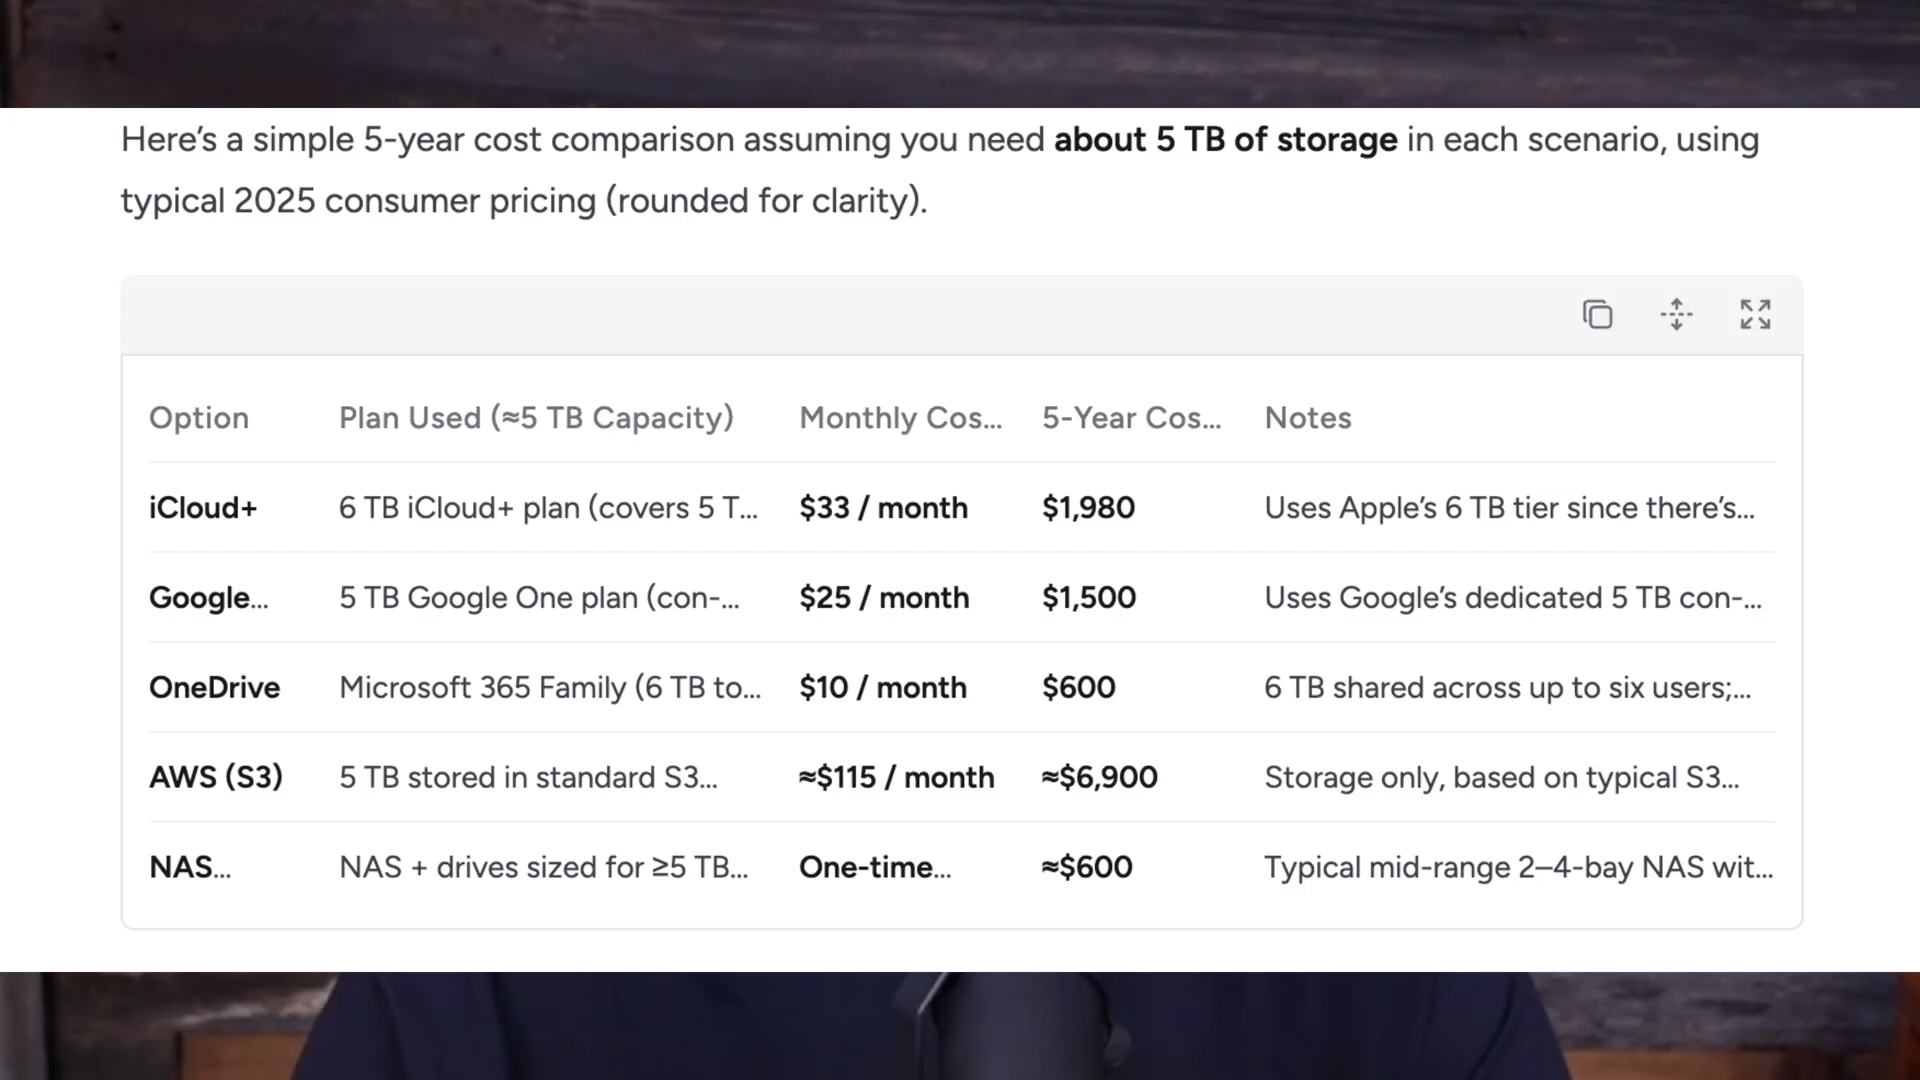 Here's a simple 5-year cost comparison assuming you need about 5 TB of storage in each scenario, using
typical 2025 consumer pricing (rounded for clarity).
Option Plan Used (≈5 TB Capacity) Monthly Cos... 5-Year Cos... Notes
iCloud+ 6 TB iCloud+ plan (covers 5 T... $33 / month $1,980 Uses Apple's 6 TB tier since there's...
Google... 5 TB Google One plan (con-... $25 / month $1,500 Uses Google's dedicated 5 TB con-...
OneDrive Microsoft 365 Family (6 TB to... $10 / month $600 6 TB shared across up to six users;...
AWS (S3) 5 TB stored in standard S3... ≈$115 / month ≈$6,900 Storage only, based on typical S3...
NAS... NAS + drives sized for ≥5 TB... One-time... ≈$600 Typical mid-range 2–4-bay NAS wit...